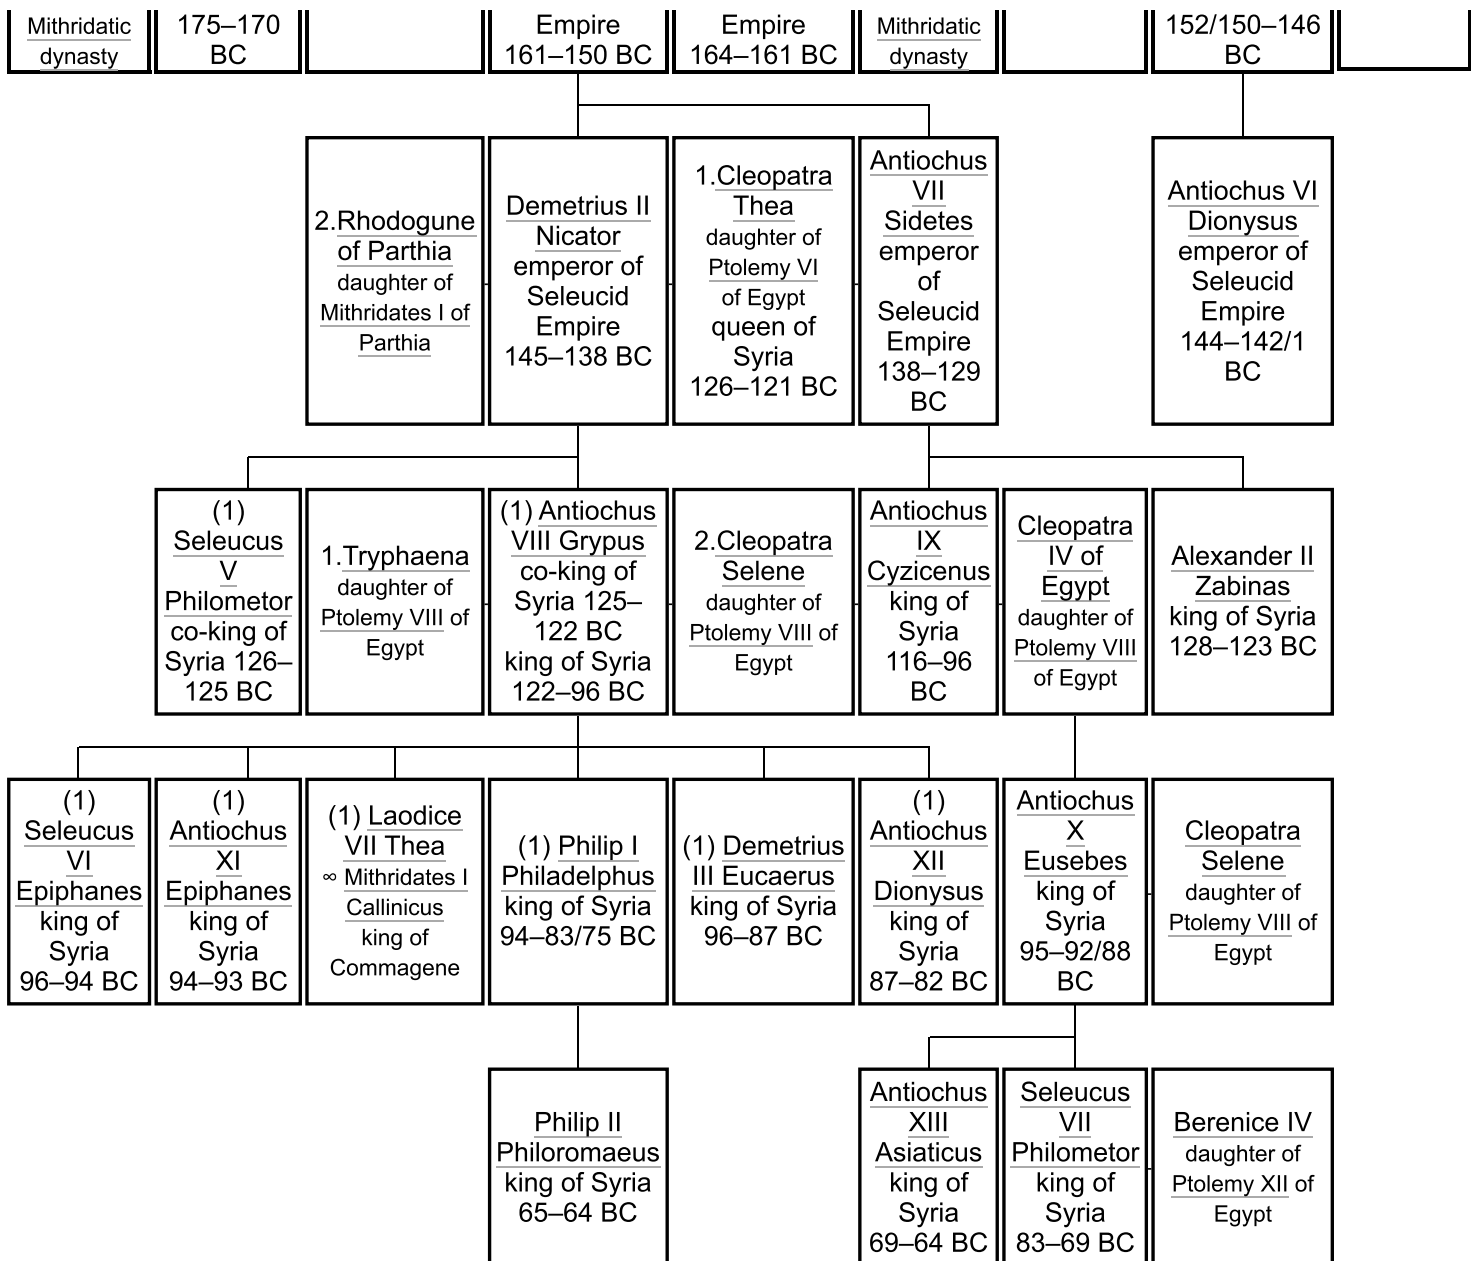 Mithridatic
dynasty
175–170
BC
Empire
161–150 BC
Empire
164–161 BC
Mithridatic
dynasty
152/150–146
BC
2.Rhodogune
of Parthia
daughter of
Mithridates I of
Parthia
Demetrius II
Nicator
emperor of
Seleucid
Empire
145–138 BC
1.Cleopatra
Thea
daughter of
Ptolemy VI
of Egypt
queen of
Syria
126–121 BC
Antiochus
VII
Sidetes
emperor
of
Seleucid
Empire
138–129
BC
Antiochus VI
Dionysus
emperor of
Seleucid
Empire
144–142/1
BC
(1)
Seleucus
V
Philometor
co-king of
Syria 126–
125 BC
1.Tryphaena
daughter of
Ptolemy VIII of
Egypt
(1) Antiochus
VIII Grypus
co-king of
Syria 125–
122 BC
king of Syria
122–96 BC
2.Cleopatra
Selene
daughter of
Ptolemy VIII of
Egypt
Antiochus
IX
Cyzicenus
king of
Syria
116–96
BC
Cleopatra
IV of
Egypt
daughter of
Ptolemy VIII
of Egypt
Alexander II
Zabinas
king of Syria
128–123 BC
(1)
Seleucus
VI
Epiphanes
king of
Syria
96–94 BC
(1)
Antiochus
XI
Epiphanes
king of
Syria
94–93 BC
(1) Laodice
VII Thea
∞ Mithridates I
Callinicus
king of
Commagene
(1) Philip I
Philadelphus
king of Syria
94–83/75 BC
(1) Demetrius
III Eucaerus
king of Syria
96–87 BC
(1)
Antiochus
XII
Dionysus
king of
Syria
87–82 BC
Antiochus
X
Eusebes
king of
Syria
95–92/88
BC
Cleopatra
Selene
daughter of
Ptolemy VIII of
Egypt
Philip II
Philoromaeus
king of Syria
65–64 BC
Antiochus
XIII
Asiaticus
king of
Syria
69–64 BC
Seleucus
VII
Philometor
king of
Syria
83–69 BC
Berenice IV
daughter of
Ptolemy XII of
Egypt